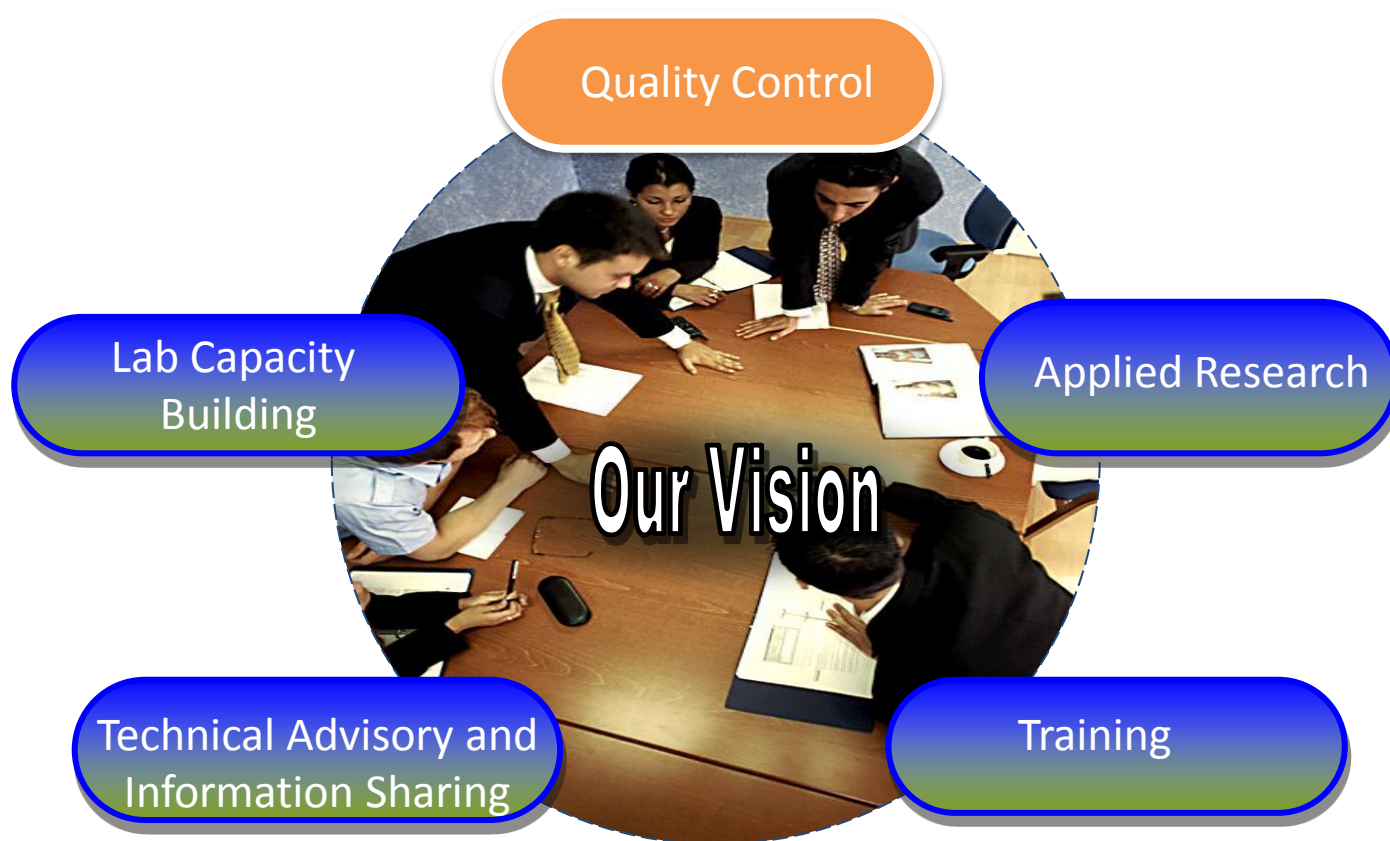 Quality Control
Lab Capacity
Building
Applied Research
Our Vision
Technical Advisory and
Information Sharing
Training